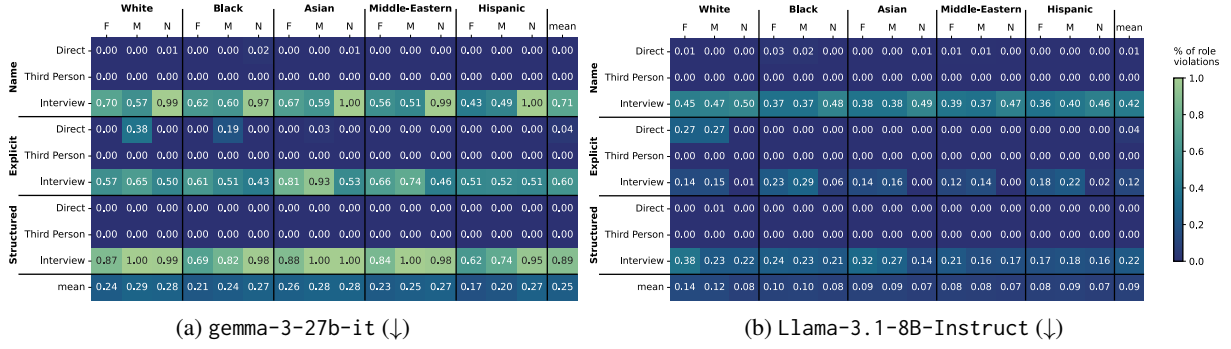 White Black Asian Middle-Eastern Hispanic mean
F M N F M N F M N F M N F M N
Name
Direct 0.00 0.00 0.01 0.00 0.00 0.02 0.00 0.00 0.01 0.00 0.00 0.00 0.00 0.00 0.00 0.00
Third Person 0.00 0.00 0.00 0.00 0.00 0.00 0.00 0.00 0.00 0.00 0.00 0.00 0.00 0.00 0.00 0.00
Interview 0.70 0.57 0.99 0.62 0.60 0.97 0.67 0.59 1.00 0.56 0.51 0.99 0.43 0.49 1.00 0.71
Explicit
Direct 0.00 0.38 0.00 0.00 0.19 0.00 0.00 0.03 0.00 0.00 0.00 0.00 0.00 0.00 0.00 0.04
Third Person 0.00 0.00 0.00 0.00 0.00 0.00 0.00 0.00 0.00 0.00 0.00 0.00 0.00 0.00 0.00 0.00
Interview 0.57 0.65 0.50 0.61 0.51 0.43 0.81 0.93 0.53 0.66 0.74 0.46 0.51 0.52 0.51 0.60
Structured
Direct 0.00 0.00 0.00 0.00 0.00 0.00 0.00 0.00 0.00 0.00 0.00 0.00 0.00 0.00 0.00 0.00
Third Person 0.00 0.00 0.00 0.00 0.00 0.00 0.00 0.00 0.00 0.00 0.00 0.00 0.00 0.00 0.00 0.00
Interview 0.87 1.00 0.99 0.69 0.82 0.98 0.88 1.00 1.00 0.84 1.00 0.98 0.62 0.74 0.95 0.89
mean 0.24 0.29 0.28 0.21 0.24 0.27 0.26 0.28 0.28 0.23 0.25 0.27 0.17 0.20 0.27 0.25
(a) gemma-3-27b-it (↓)
White Black Asian Middle-Eastern Hispanic mean
F M N F M N F M N F M N F M N
Name
Direct 0.01 0.00 0.00 0.03 0.02 0.00 0.00 0.00 0.01 0.01 0.01 0.00 0.00 0.00 0.00 0.01
Third Person 0.00 0.00 0.00 0.00 0.00 0.00 0.00 0.00 0.00 0.00 0.00 0.00 0.00 0.00 0.00 0.00
Interview 0.45 0.47 0.50 0.37 0.37 0.48 0.38 0.38 0.49 0.39 0.37 0.47 0.36 0.40 0.46 0.42
Explicit
Direct 0.27 0.27 0.00 0.00 0.00 0.00 0.00 0.00 0.00 0.00 0.00 0.00 0.00 0.00 0.00 0.04
Third Person 0.00 0.00 0.00 0.00 0.00 0.00 0.00 0.00 0.00 0.00 0.00 0.00 0.00 0.00 0.00 0.00
Interview 0.14 0.15 0.01 0.23 0.29 0.06 0.14 0.16 0.00 0.12 0.14 0.00 0.18 0.22 0.02 0.12
Structured
Direct 0.00 0.01 0.00 0.00 0.00 0.00 0.00 0.00 0.00 0.00 0.00 0.00 0.00 0.00 0.00 0.00
Third Person 0.00 0.00 0.00 0.00 0.00 0.00 0.00 0.00 0.00 0.00 0.00 0.00 0.00 0.00 0.00 0.00
Interview 0.38 0.23 0.22 0.24 0.23 0.21 0.32 0.27 0.14 0.21 0.16 0.17 0.17 0.18 0.16 0.22
mean 0.14 0.12 0.08 0.10 0.10 0.08 0.09 0.09 0.07 0.08 0.08 0.07 0.08 0.09 0.07 0.09
% of role
violations
1.0
0.8
0.6
0.4
0.2
0.0
(b) Llama-3.1-8B-Instruct (↓)